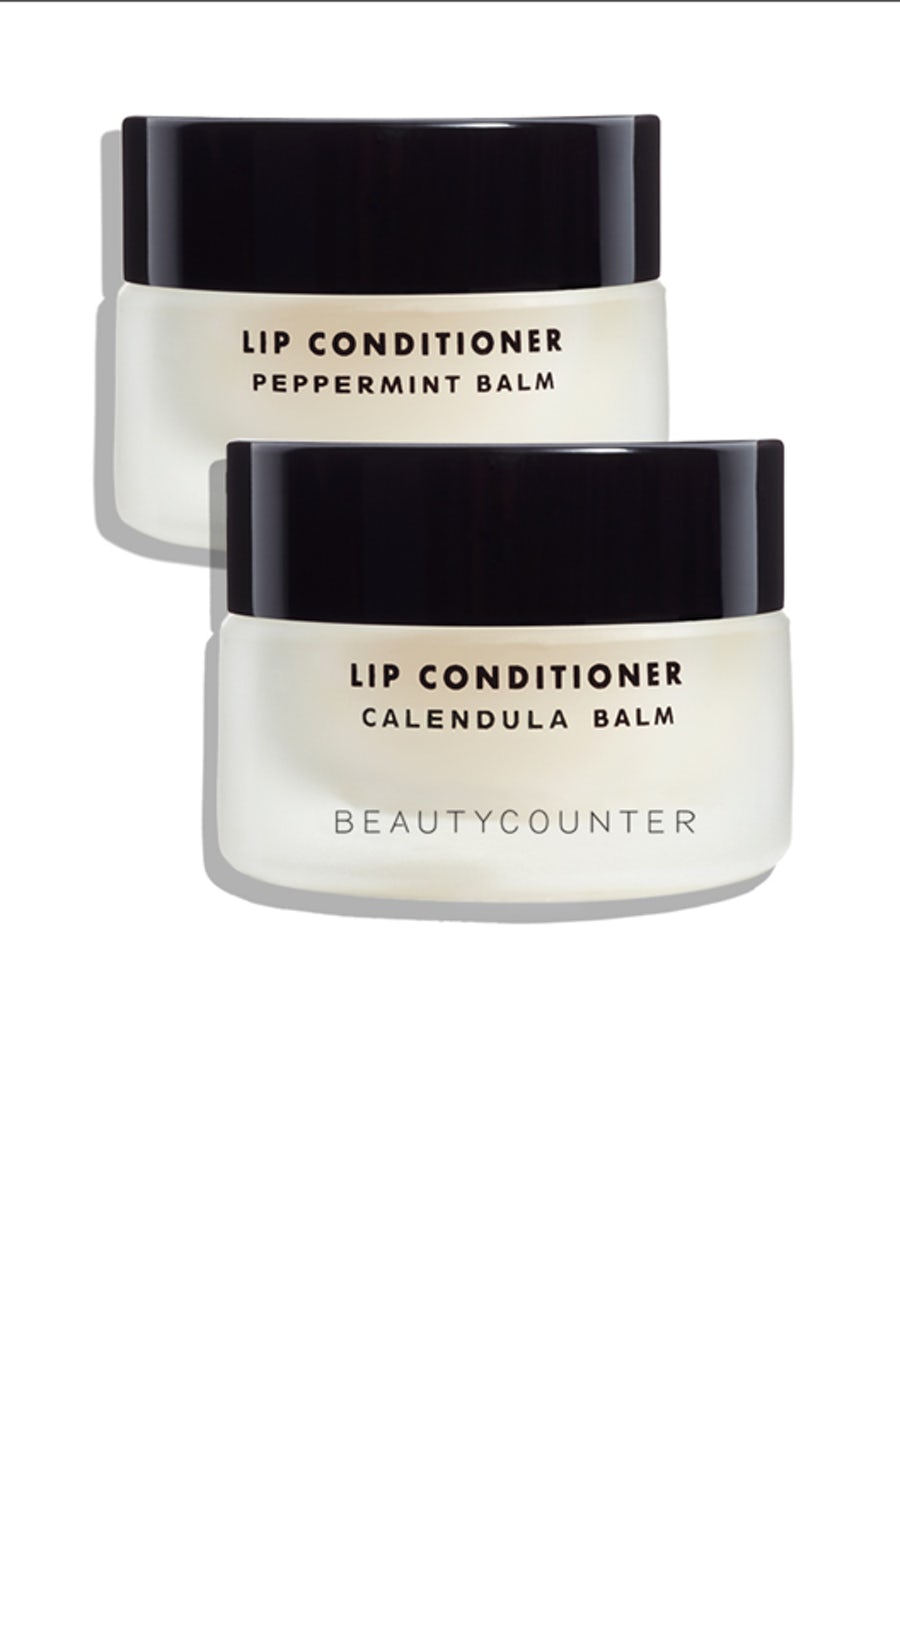 LIP CONDITIONER
PEPPERMINT BALM
LIP CONDITIONER
CALENDULA BALM
BEAUTYCOUNTER